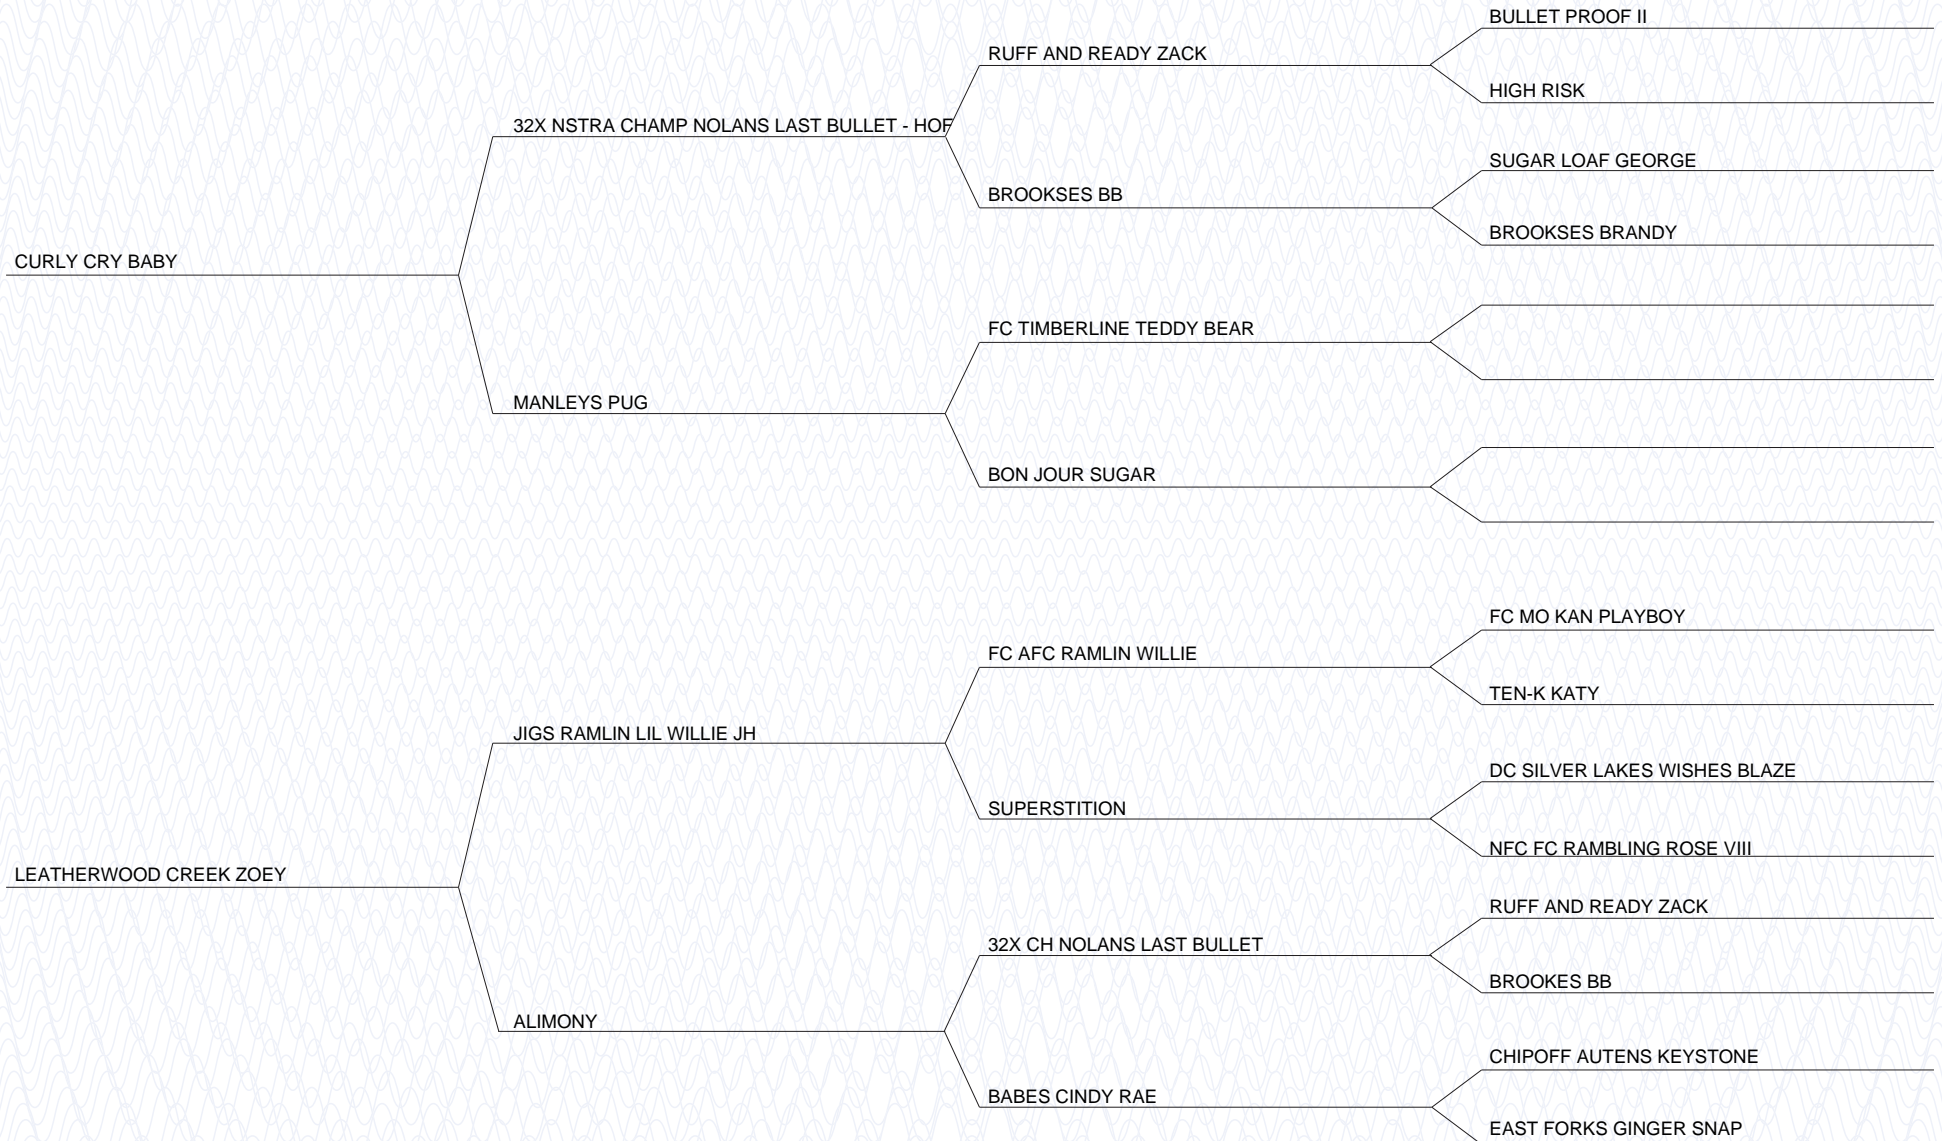 BULLET PROOF II
RUFF AND READY ZACK
HIGH RISK
32X NSTRA CHAMP NOLANS LAST BULLET - HOF
SUGAR LOAF GEORGE
BROOKSES BB
BROOKSES BRANDY
CURLY CRY BABY
FC TIMBERLINE TEDDY BEAR
MANLEYS PUG
BON JOUR SUGAR
FC MO KAN PLAYBOY
FC AFC RAMLIN WILLIE
TEN-K KATY
JIGS RAMLIN LIL WILLIE JH
DC SILVER LAKES WISHES BLAZE
SUPERSTITION
NFC FC RAMBLING ROSE VIII
LEATHERWOOD CREEK ZOEY
RUFF AND READY ZACK
32X CH NOLANS LAST BULLET
BROOKES BB
ALIMONY
CHIPOFF AUTENS KEYSTONE
BABES CINDY RAE
EAST FORKS GINGER SNAP